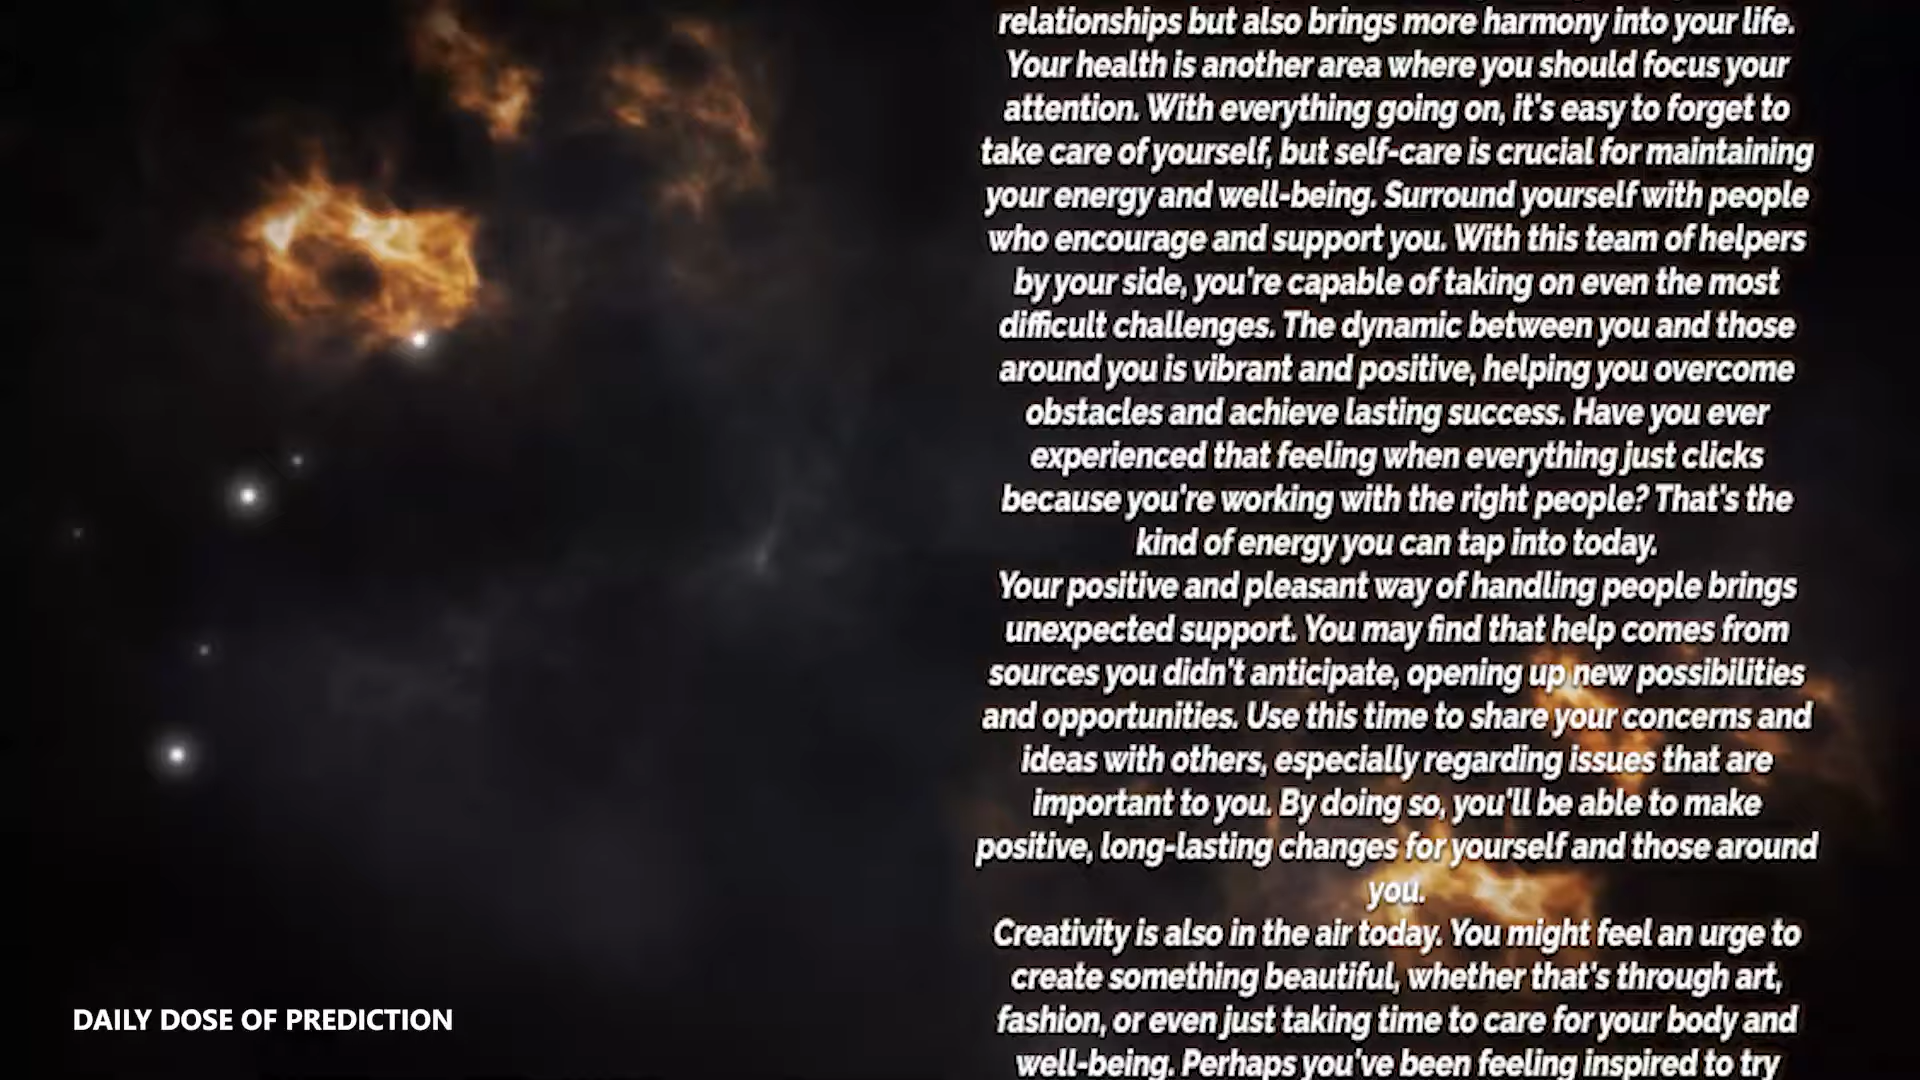 relationships but also brings more harmony into your life.
Your health is another area where you should focus your
attention. With everything going on, it's easy to forget to
take care of yourself, but self-care is crucial for maintaining
your energy and well-being. Surround yourself with people
who encourage and support you. With this team of helpers
by your side, you're capable of taking on even the most
difficult challenges. The dynamic between you and those
around you is vibrant and positive, helping you overcome
obstacles and achieve lasting success. Have you ever
experienced that feeling when everything just clicks
because you're working with the right people? That's the
kind of energy you can tap into today.
Your positive and pleasant way of handling people brings
unexpected support. You may find that help comes from
sources you didn't anticipate, opening up new possibilities
and opportunities. Use this time to share your concerns and
ideas with others, especially regarding issues that are
important to you. By doing so, you'll be able to make
positive, long-lasting changes for yourself and those around
you.
Creativity is also in the air today. You might feel an urge to
create something beautiful, whether that's through art,
fashion, or even just taking time to care for your body and
well-being. Perhaps you've been feeling inspired to try
DAILY DOSE OF PREDICTION